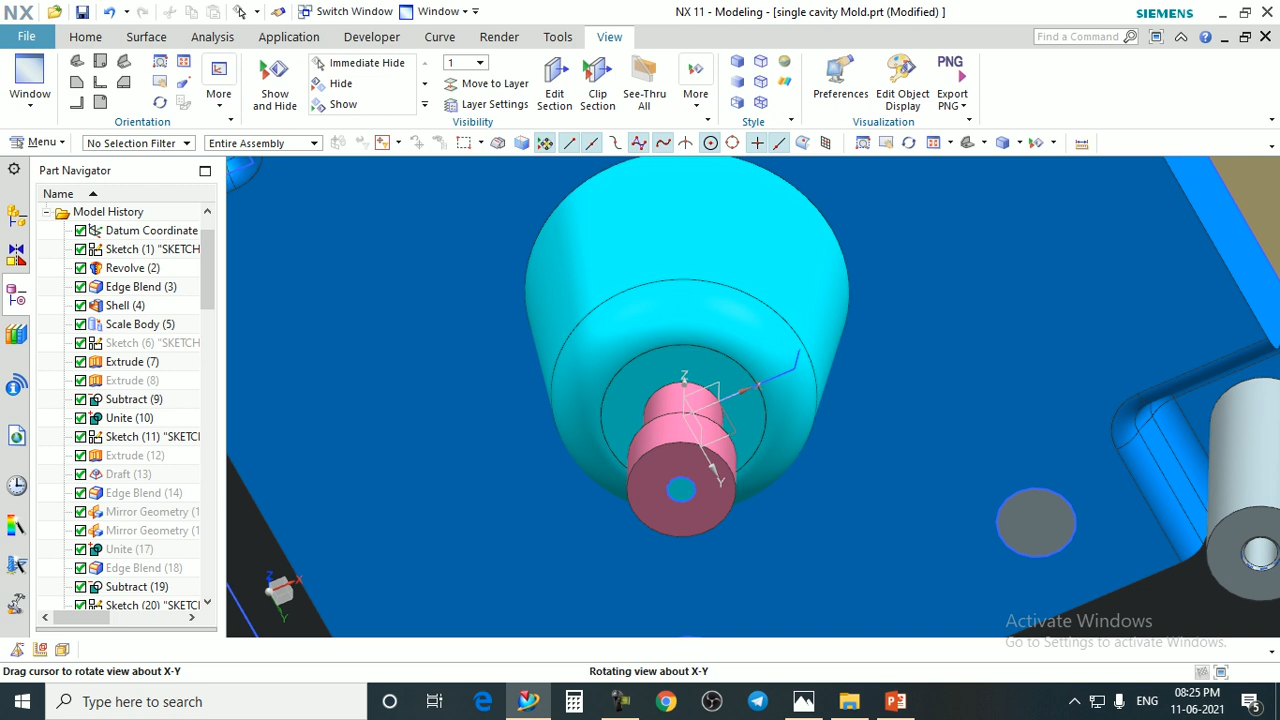 NX
Switch Window
Window
NX 11 - Modeling - [single cavity Mold.prt (Modified) ]
SIEMENS
File
Home
Surface
Analysis
Application
Developer
Curve
Render
Tools
View
Find a Command
Window
More
Orientation
Show and Hide
Immediate Hide
Hide
Show
1
Move to Layer
Layer Settings
Edit Section
Clip Section
See-Thru All
More
Visibility
Style
Preferences
Edit Object Display
PNG
Export PNG
Visualization
Menu
No Selection Filter
Entire Assembly
Part Navigator
Name
Model History
Datum Coordinate
Sketch (1) "SKETCH
Revolve (2)
Edge Blend (3)
Shell (4)
Scale Body (5)
Sketch (6) "SKETC
Extrude (7)
Extrude (8)
Subtract (9)
Unite (10)
Sketch (11) "SKETC
Extrude (12)
Draft (13)
Edge Blend (14)
Mirror Geometry (1
Mirror Geometry (1
Unite (17)
Edge Blend (18)
Subtract (19)
Sketch (20) "SKETC
Z
Y
Z
X
Y
Activate Windows
Go to Settings to activate Windows.
Drag cursor to rotate view about X-Y
Rotating view about X-Y
Type here to search
ENG
08:25 PM
11-06-2021
5